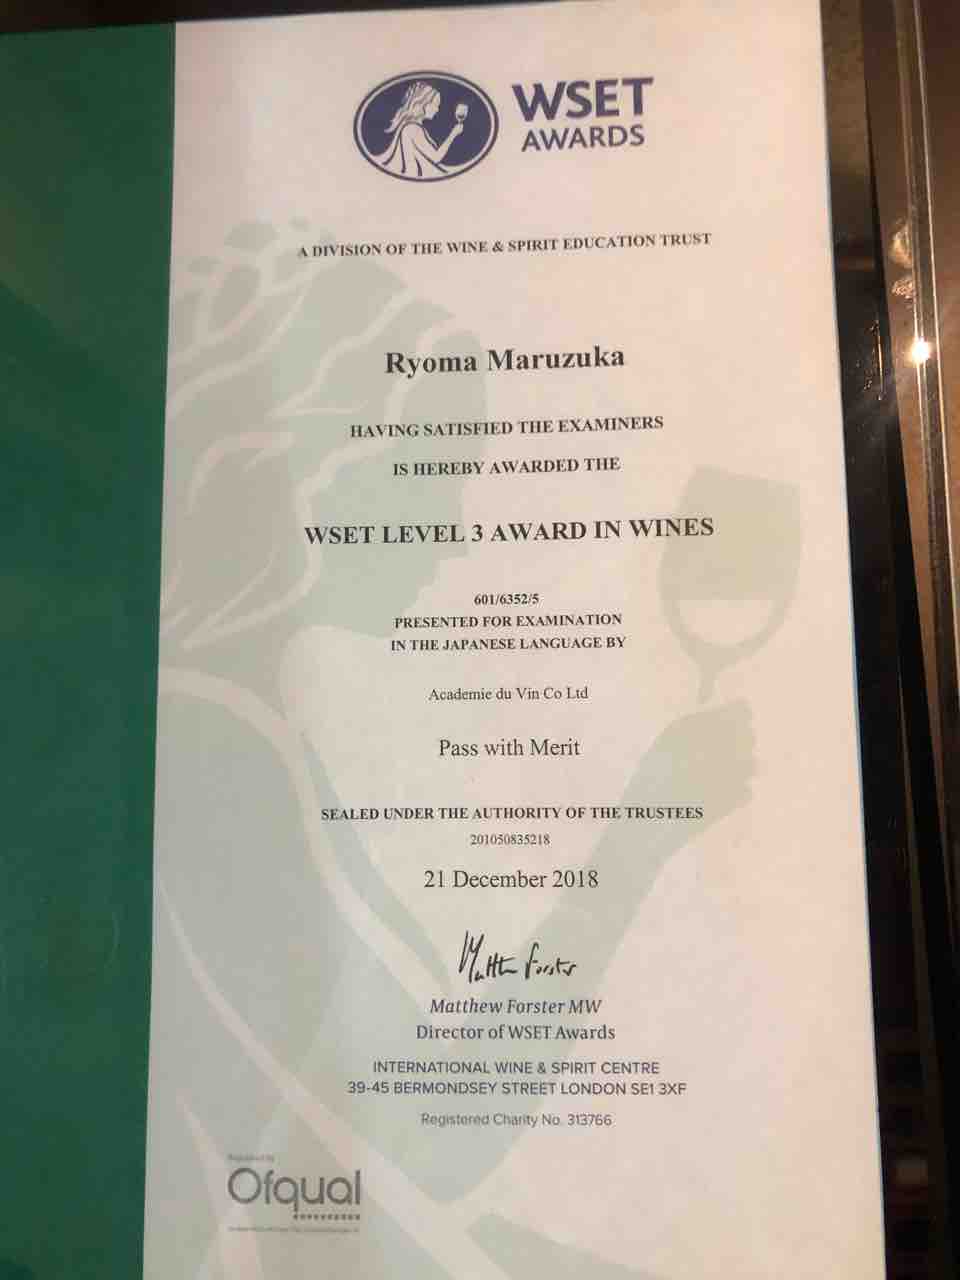 WSET
AWARDS
A DIVISION OF THE WINE & SPIRIT EDUCATION TRUST
Ryoma Maruzuka
HAVING SATISFIED THE EXAMINERS
IS HEREBY AWARDED THE
WSET LEVEL 3 AWARD IN WINES
601/6352/5
PRESENTED FOR EXAMINATION
IN THE JAPANESE LANGUAGE BY
Academie du Vin Co Ltd
Pass with Merit
SEALED UNDER THE AUTHORITY OF THE TRUSTEES
201050835218
21 December 2018
Matthew Forster MW
Director of WSET Awards
INTERNATIONAL WINE & SPIRIT CENTRE
39-45 BERMONDSEY STREET LONDON SE1 3XF
Registered Charity No. 313766
Ofqual